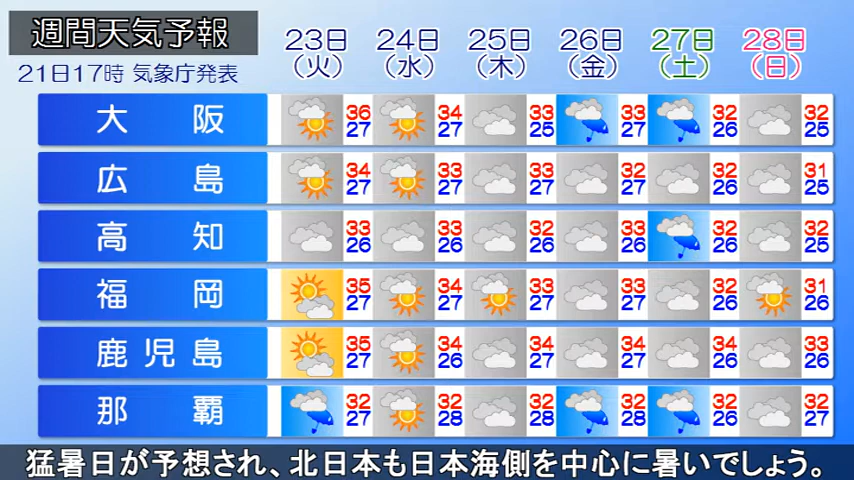 週間天気予報
21日17時 気象庁発表
23日(火) 24日(水) 25日(木) 26日(金) 27日(土) 28日(日)
大阪 36 27 34 27 33 25 33 27 32 26 32 25
広島 34 27 33 27 33 27 32 27 32 26 31 25
高知 33 26 33 26 32 26 33 26 32 26 32 25
福岡 35 27 34 27 33 27 33 27 32 26 31 26
鹿児島 35 27 34 26 34 27 34 27 34 26 33 26
那覇 32 27 32 28 32 28 32 28 32 26 32 27
猛暑日が予想され、北日本も日本海側を中心に暑いでしょう。